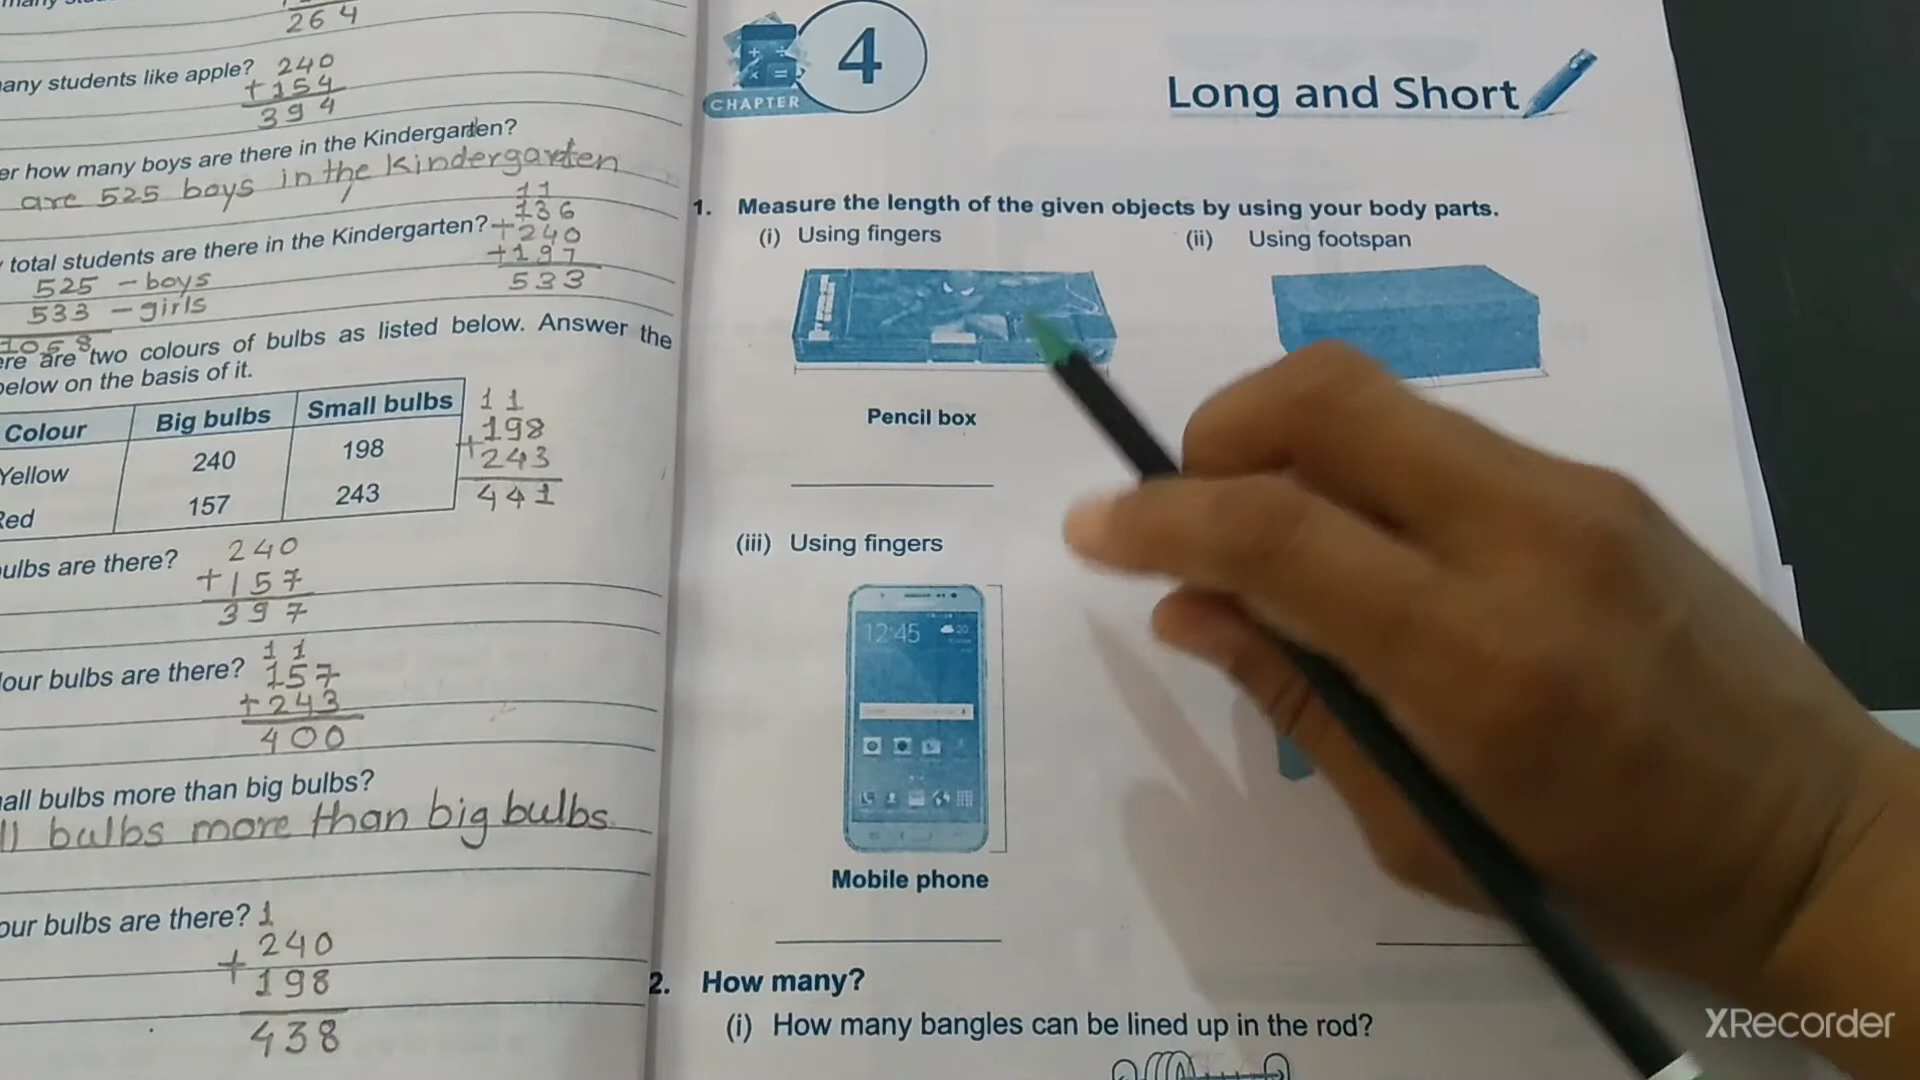 264
any students like apple? 240
+154
394
er how many boys are there in the Kindergarden?
are 525 boys in the kindergarten
11
136
total students are there in the Kindergarten? +240
+197
525 - boys
533
533 - girls
1058
ere are two colours of bulbs as listed below. Answer the
below on the basis of it.
Colour Big bulbs Small bulbs
Yellow 240 198
Red 157 243
11
198
+243
441
ulbs are there? 240
+157
397
11
lour bulbs are there? 157
+243
400
all bulbs more than big bulbs?
ll bulbs more than big bulbs.
our bulbs are there? 1
240
+198
438
CHAPTER 4
Long and Short
1. Measure the length of the given objects by using your body parts.
(i) Using fingers
(ii) Using footspan
Pencil box
(iii) Using fingers
12:45
Mobile phone
2. How many?
(i) How many bangles can be lined up in the rod?
XRecorder